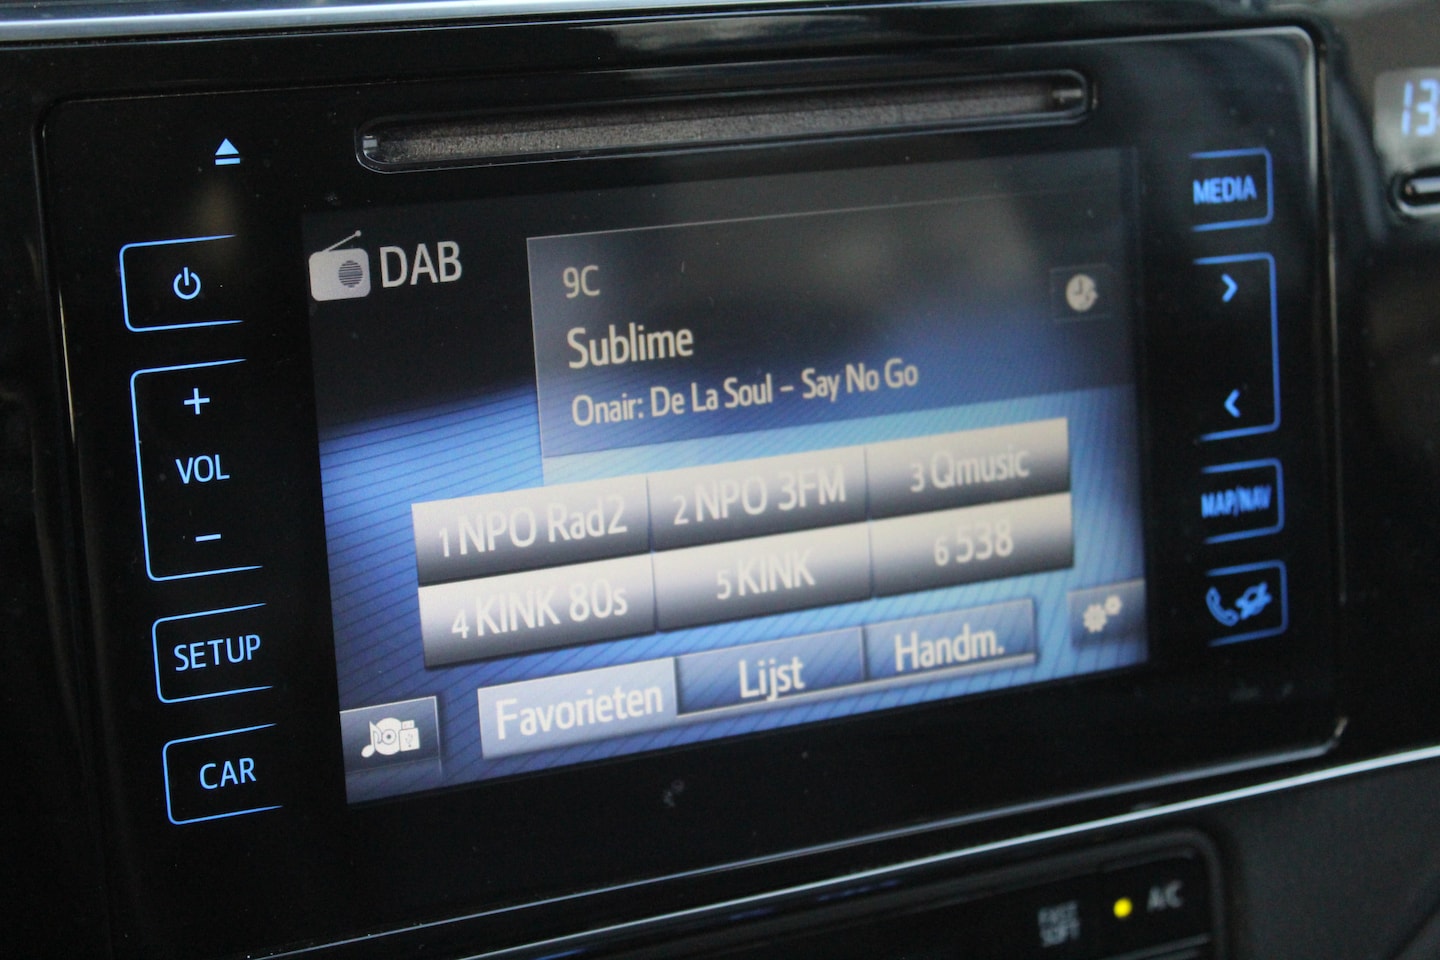 13
MEDIA
DAB
9C
Sublime
Onair: De La Soul – Say No Go
VOL
1 NPO Rad2
2 NPO 3FM
3 Qmusic
MAP/NAV
4 KINK 80s
5 KINK
6 538
SETUP
Favorieten
Lijst
Handm.
CAR
A/C